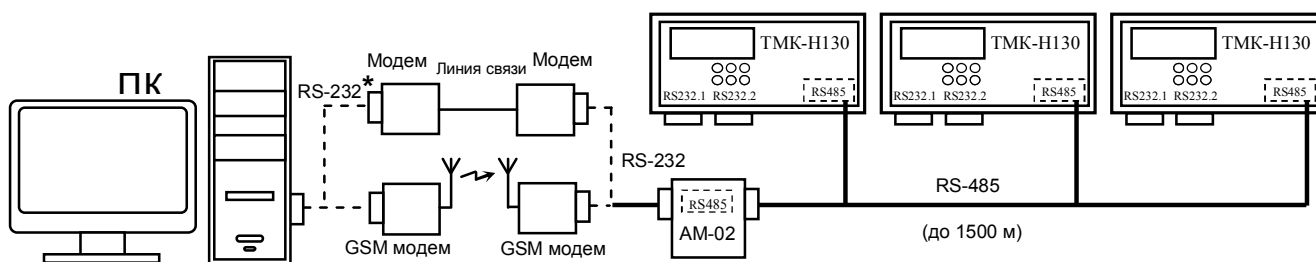 ПК
RS-232*
Модем
Линия связи
Модем
GSM модем
GSM модем
RS-232
RS485
АМ-02
ТМК-Н130
RS232.1 RS232.2
RS485
ТМК-Н130
RS232.1 RS232.2
RS485
ТМК-Н130
RS232.1 RS232.2
RS485
RS-485
(до 1500 м)